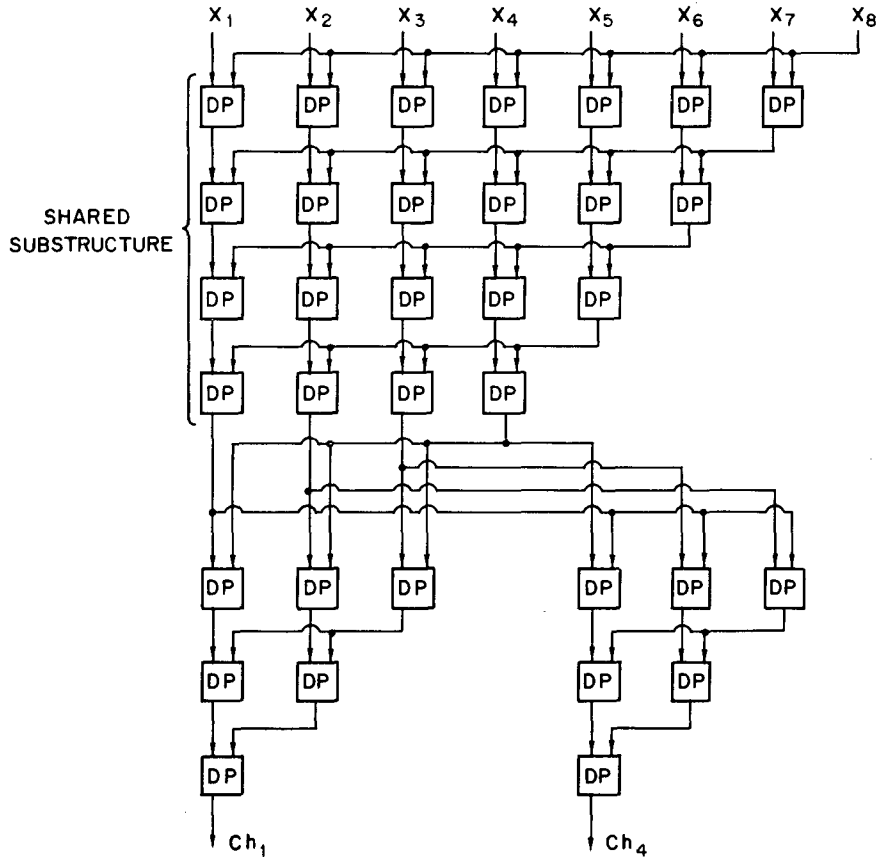 X1 X2 X3 X4 X5 X6 X7 X8
DP DP DP DP DP DP DP
DP DP DP DP DP DP
SHARED
SUBSTRUCTURE
DP DP DP DP DP
DP DP DP DP
DP DP DP DP DP DP
DP DP DP DP
DP DP
Ch1 Ch4